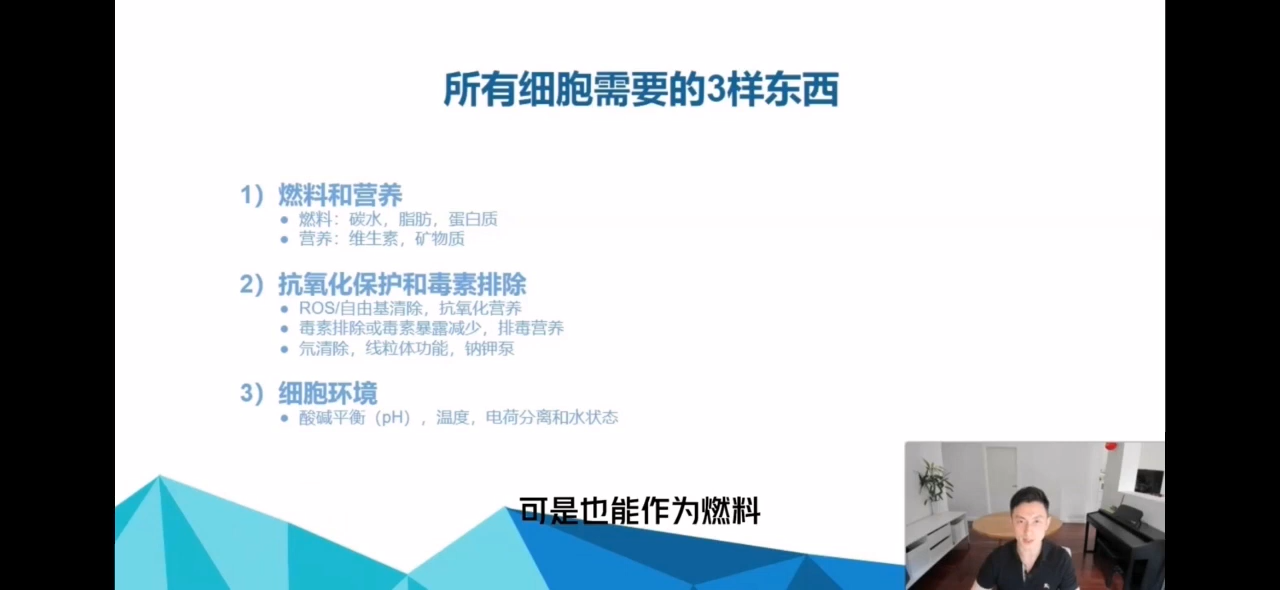 所有细胞需要的3样东西
1）燃料和营养
● 燃料：碳水，脂肪，蛋白质
● 营养：维生素，矿物质
2）抗氧化保护和毒素排除
● ROS/自由基清除，抗氧化营养
● 毒素排除或毒素暴露减少，排毒营养
● 氘清除，线粒体功能，钠钾泵
3）细胞环境
● 酸碱平衡（pH），温度，电荷分离和水状态
可是也能作为燃料